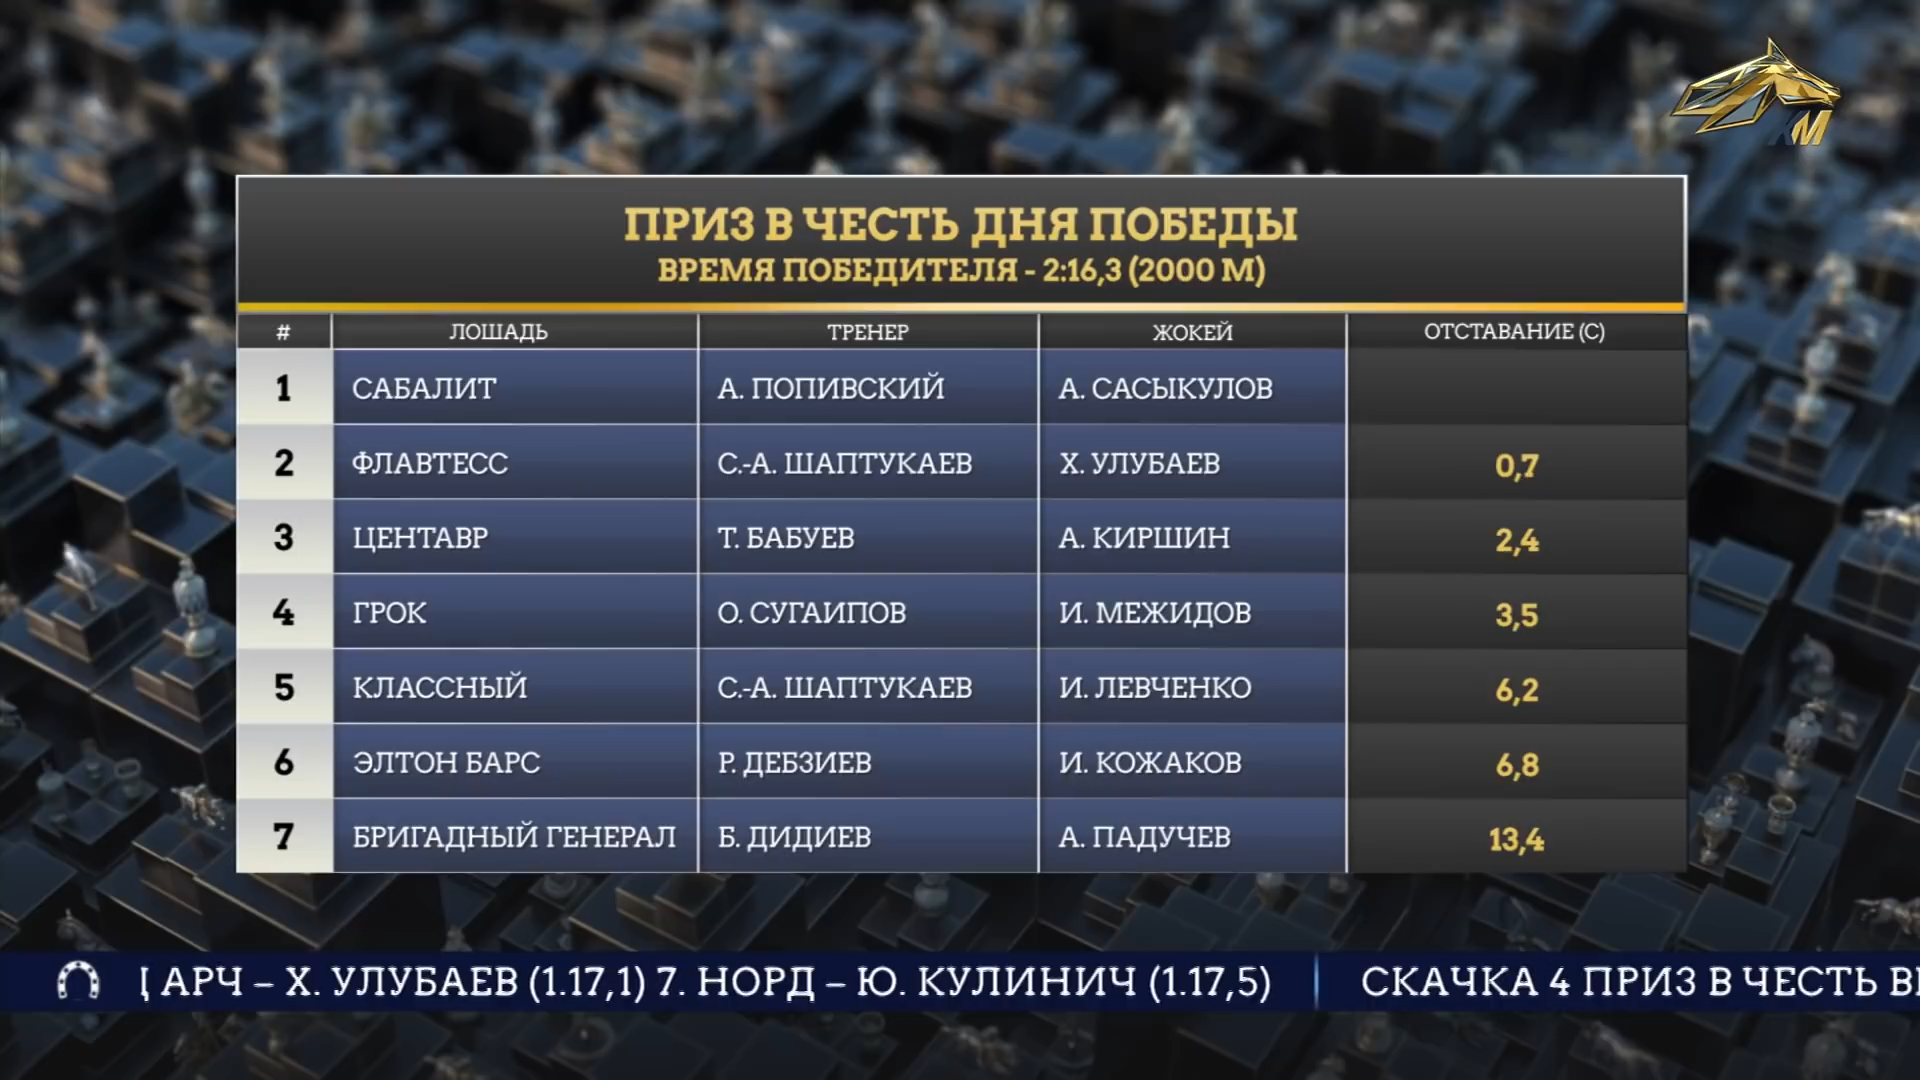 ХМ
ПРИЗ В ЧЕСТЬ ДНЯ ПОБЕДЫ
ВРЕМЯ ПОБЕДИТЕЛЯ - 2:16,3 (2000 М)
# ЛОШАДЬ ТРЕНЕР ЖОКЕЙ ОТСТАВАНИЕ (С)
1 САБАЛИТ А. ПОПИВСКИЙ А. САСЫКУЛОВ
2 ФЛАВТЕСС С.-А. ШАПТУКАЕВ Х. УЛУБАЕВ 0,7
3 ЦЕНТАВР Т. БАБУЕВ А. КИРШИН 2,4
4 ГРОК О. СУГАИПОВ И. МЕЖИДОВ 3,5
5 КЛАССНЫЙ С.-А. ШАПТУКАЕВ И. ЛЕВЧЕНКО 6,2
6 ЭЛТОН БАРС Р. ДЕБЗИЕВ И. КОЖАКОВ 6,8
7 БРИГАДНЫЙ ГЕНЕРАЛ Б. ДИДИЕВ А. ПАДУЧЕВ 13,4
АРЧ – Х. УЛУБАЕВ (1.17,1) 7. НОРД – Ю. КУЛИНИЧ (1.17,5) СКАЧКА 4 ПРИЗ В ЧЕСТЬ